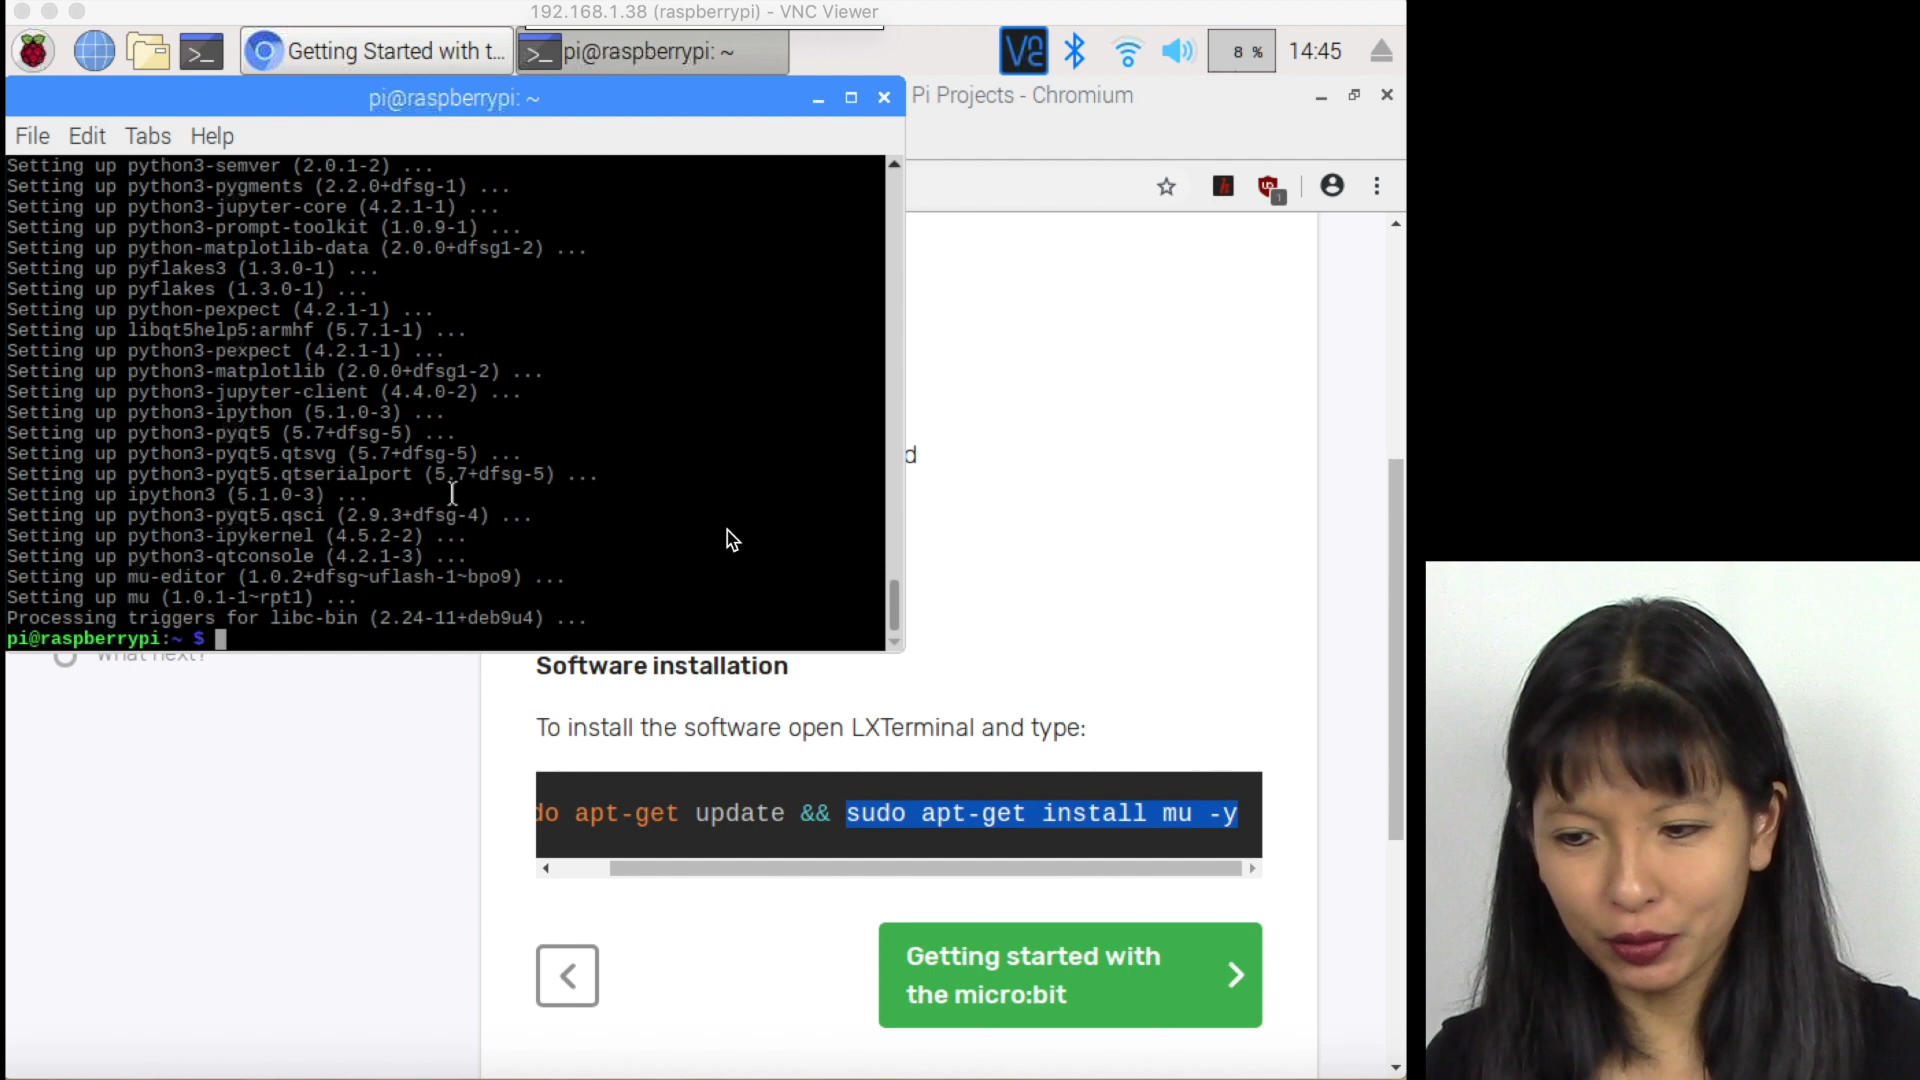 192.168.1.38 (raspberrypi) - VNC Viewer
Getting Started with t...
pi@raspberrypi: ~
8 %
14:45
pi@raspberrypi: ~
Pi Projects - Chromium
File Edit Tabs Help
Setting up python3-semver (2.0.1-2) ...
Setting up python3-pygments (2.2.0+dfsg-1) ...
Setting up python3-jupyter-core (4.2.1-1) ...
Setting up python3-prompt-toolkit (1.0.9-1) ...
Setting up python-matplotlib-data (2.0.0+dfsg1-2) ...
Setting up pyflakes3 (1.3.0-1) ...
Setting up pyflakes (1.3.0-1) ...
Setting up python-pexpect (4.2.1-1) ...
Setting up libqt5help5:armhf (5.7.1-1) ...
Setting up python3-pexpect (4.2.1-1) ...
Setting up python3-matplotlib (2.0.0+dfsg1-2) ...
Setting up python3-jupyter-client (4.4.0-2) ...
Setting up python3-ipython (5.1.0-3) ...
Setting up python3-pyqt5 (5.7+dfsg-5) ...
Setting up python3-pyqt5.qtsvg (5.7+dfsg-5) ...
Setting up python3-pyqt5.qtserialport (5.7+dfsg-5) ...
Setting up ipython3 (5.1.0-3) ...
Setting up python3-pyqt5.qsci (2.9.3+dfsg-4) ...
Setting up python3-ipykernel (4.5.2-2) ...
Setting up python3-qtconsole (4.2.1-3) ...
Setting up mu-editor (1.0.2+dfsg~uflash-1~bpo9) ...
Setting up mu (1.0.1-1~rpt1) ...
Processing triggers for libc-bin (2.24-11+deb9u4) ...
pi@raspberrypi:~ $
d
What next?
Software installation
To install the software open LXTerminal and type:
do apt-get update && sudo apt-get install mu -y
Getting started with
the micro:bit